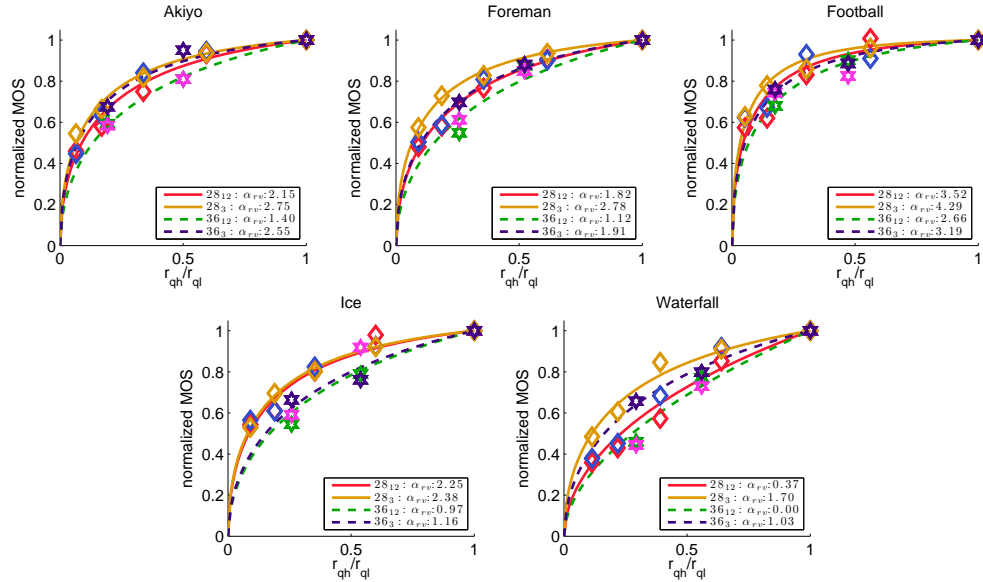 Akiyo
normalized MOS
1
0.8
0.6
0.4
0.2
0
0 0.5 1
r_qh/r_ql
28_12 : α_rv:2.15
28_3 : α_rv:2.75
36_12 : α_rv:1.40
36_3 : α_rv:2.55
Foreman
normalized MOS
1
0.8
0.6
0.4
0.2
0
0 0.5 1
r_qh/r_ql
28_12 : α_rv:1.82
28_3 : α_rv:2.78
36_12 : α_rv:1.12
36_3 : α_rv:1.91
Football
normalized MOS
1
0.8
0.6
0.4
0.2
0
0 0.5 1
r_qh/r_ql
28_12 : α_rv:3.52
28_3 : α_rv:4.29
36_12 : α_rv:2.66
36_3 : α_rv:3.19
Ice
normalized MOS
1
0.8
0.6
0.4
0.2
0
0 0.5 1
r_qh/r_ql
28_12 : α_rv:2.25
28_3 : α_rv:2.38
36_12 : α_rv:0.97
36_3 : α_rv:1.16
Waterfall
normalized MOS
1
0.8
0.6
0.4
0.2
0
0 0.5 1
r_qh/r_ql
28_12 : α_rv:0.37
28_3 : α_rv:1.70
36_12 : α_rv:0.00
36_3 : α_rv:1.03